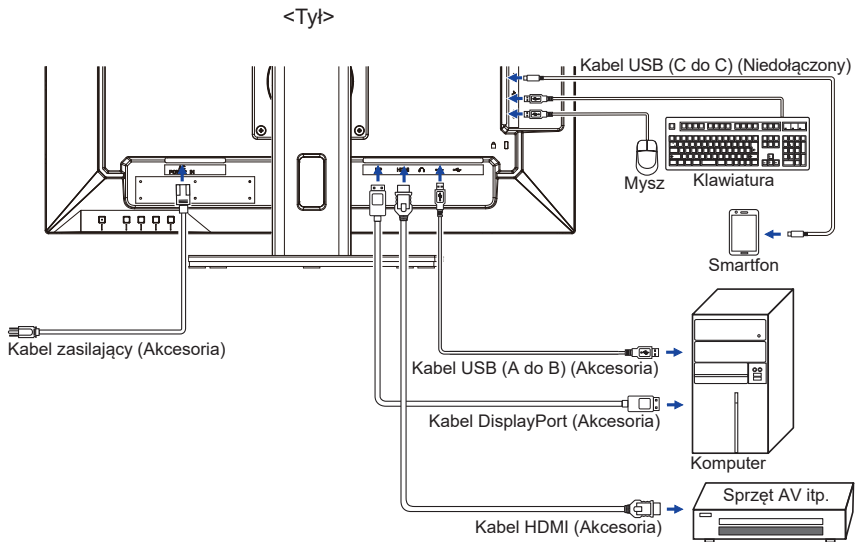 <Tył>
Kabel USB (C do C) (Niedołączony)
HDMI
Mysz
Klawiatura
Smartfon
Kabel zasilający (Akcesoria)
Kabel USB (A do B) (Akcesoria)
Kabel DisplayPort (Akcesoria)
Komputer
Sprzęt AV itp.
Kabel HDMI (Akcesoria)